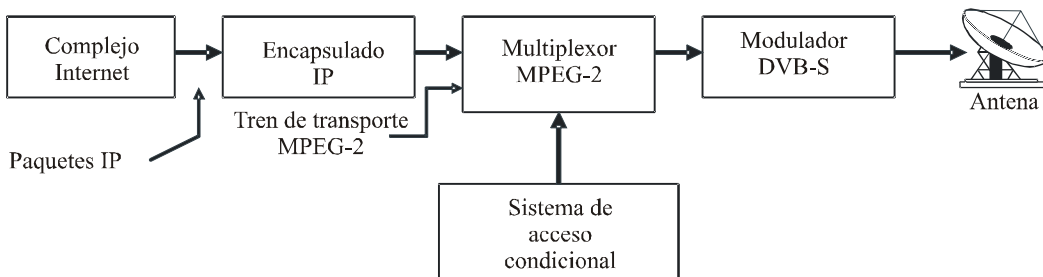 Complejo
Internet
Encapsulado
IP
Multiplexor
MPEG-2
Modulador
DVB-S
Antena
Tren de transporte
MPEG-2
Paquetes IP
Sistema de
acceso
condicional